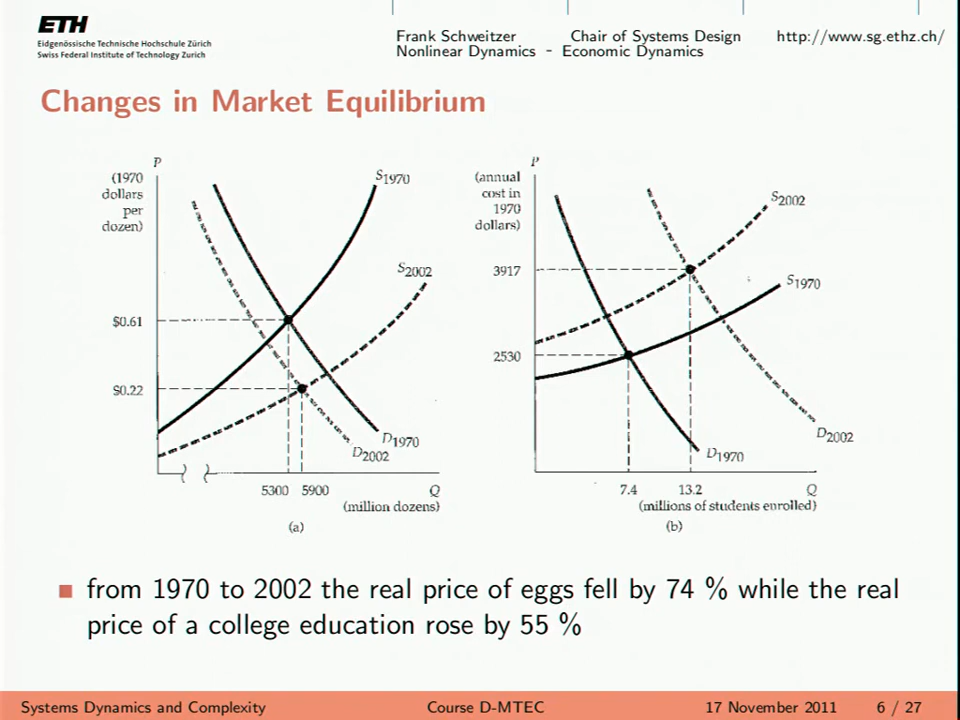 ETH
Eidgenössische Technische Hochschule Zürich
Swiss Federal Institute of Technology Zurich
Frank Schweitzer Chair of Systems Design http://www.sg.ethz.ch/
Nonlinear Dynamics - Economic Dynamics
Changes in Market Equilibrium
P
(1970
dollars
per
dozen)
S1970
S2002
$0.61
$0.22
D1970
D2002
5300 5900 Q
(million dozens)
(a)
P
(annual
cost in
1970
dollars)
S2002
3917
S1970
2530
D2002
D1970
7.4 13.2 Q
(millions of students enrolled)
(b)
from 1970 to 2002 the real price of eggs fell by 74 % while the real
price of a college education rose by 55 %
Systems Dynamics and Complexity Course D-MTEC 17 November 2011 6 / 27